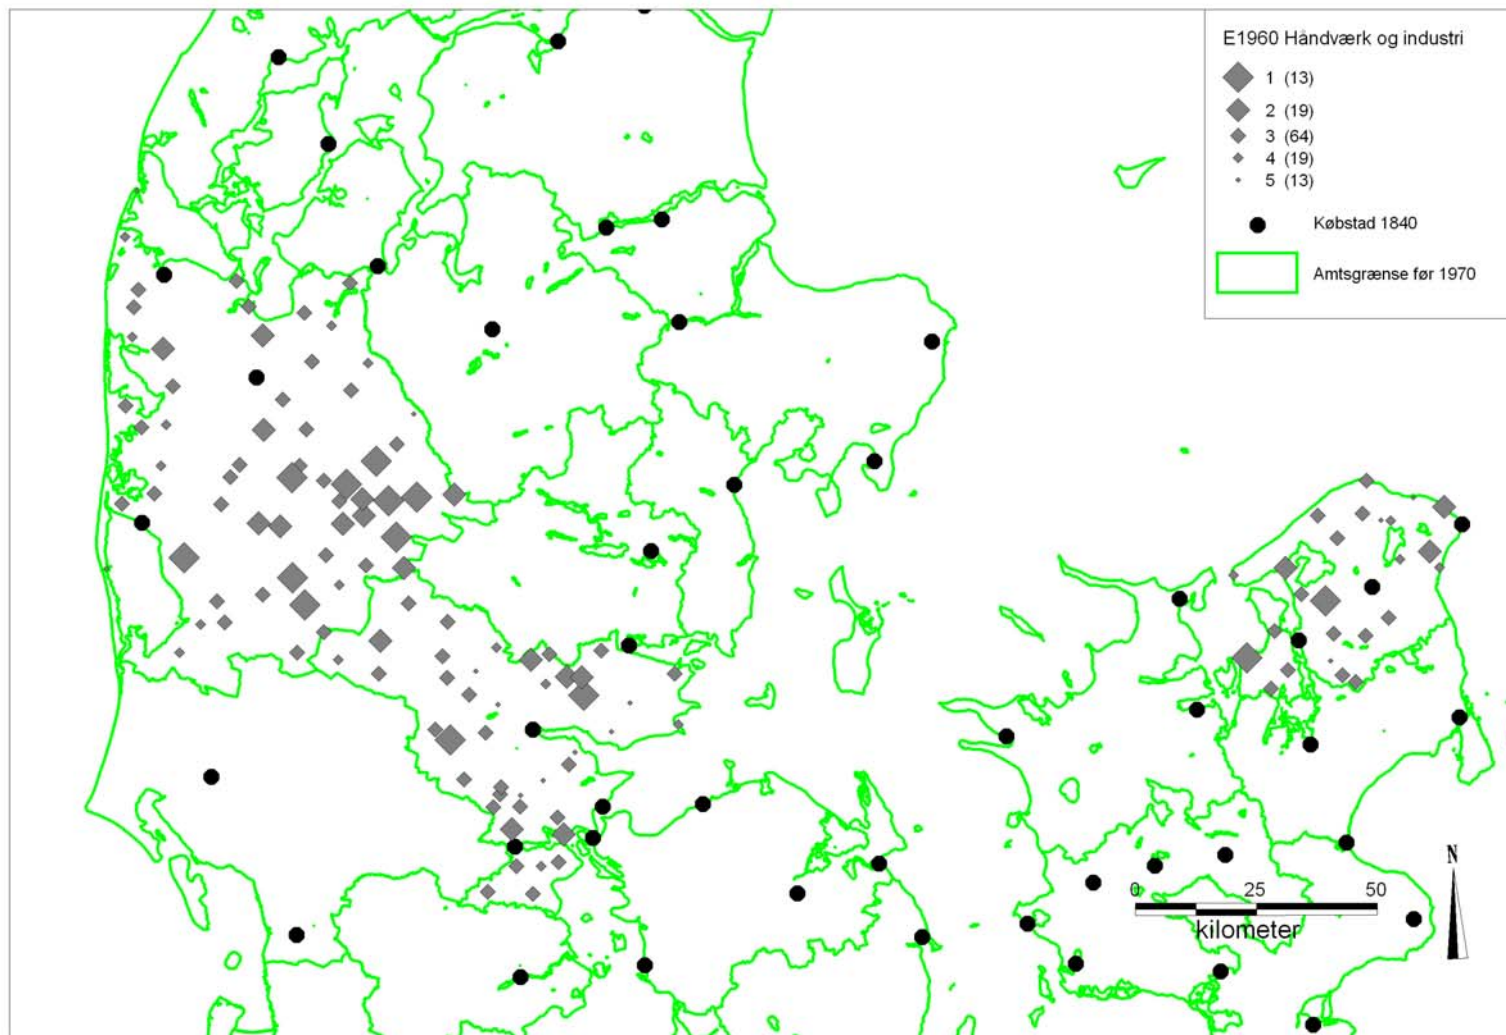 E1960 Håndværk og industri
1 (13)
2 (19)
3 (64)
4 (19)
5 (13)
Købstad 1840
Amtsgrænse før 1970
N
0 25 50
kilometer